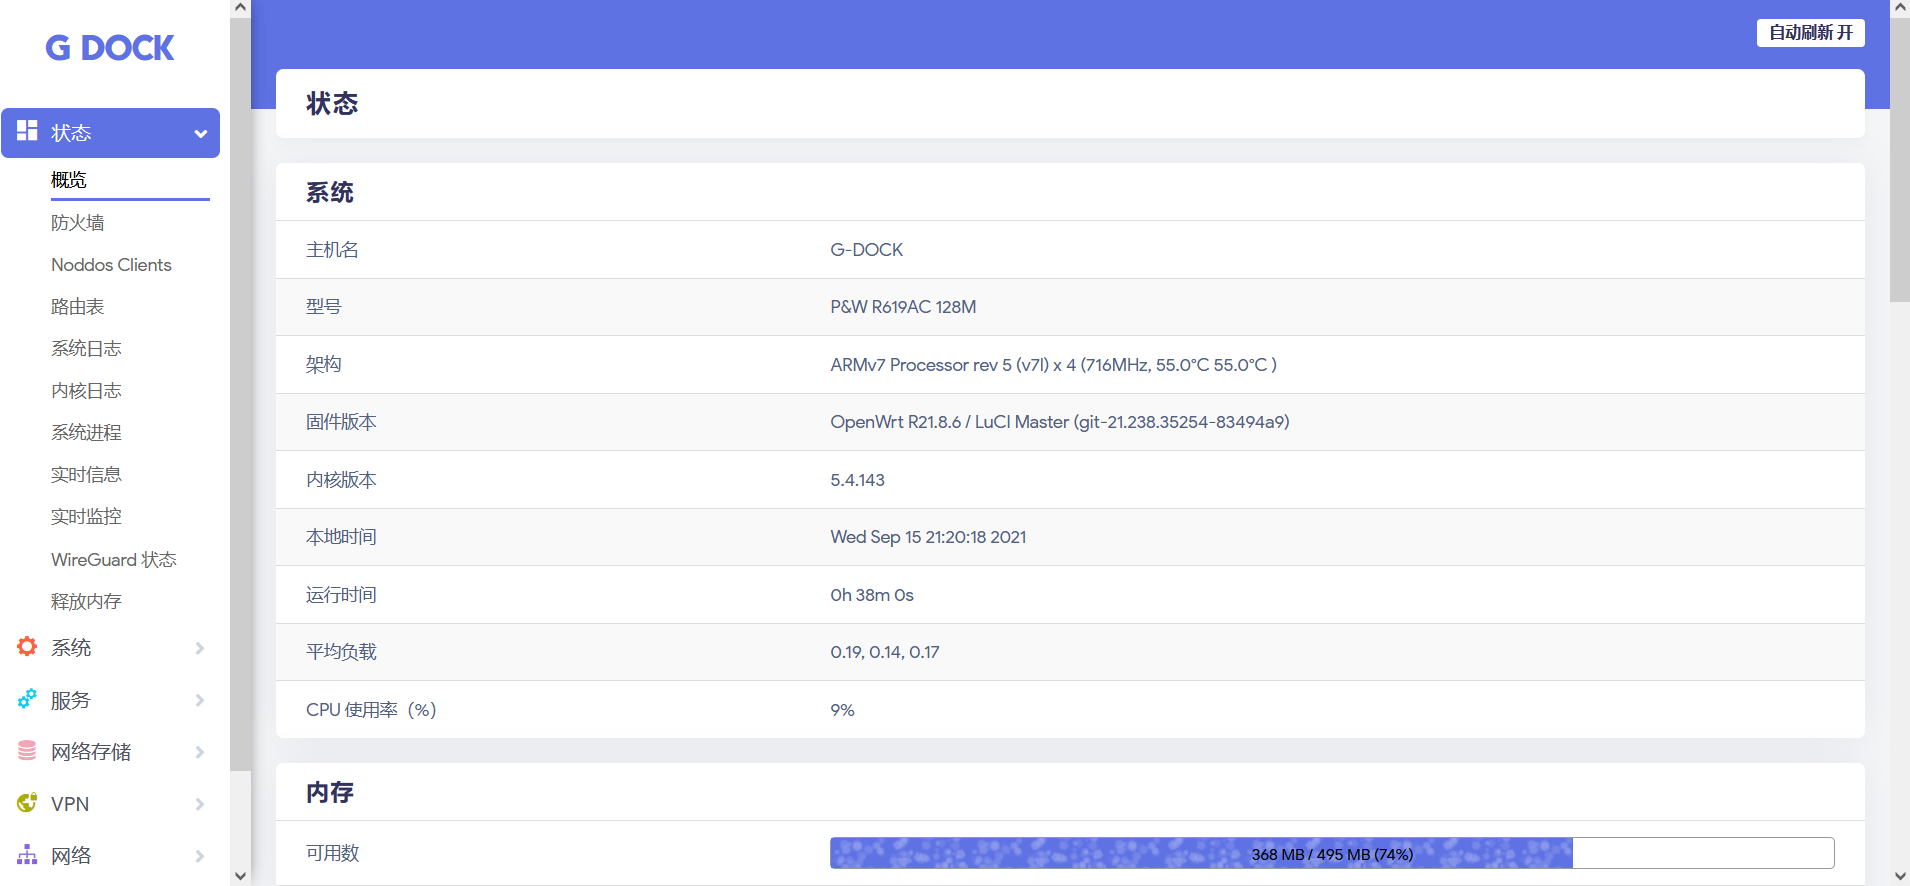 G DOCK
状态
概览
防火墙
Noddos Clients
路由表
系统日志
内核日志
系统进程
实时信息
实时监控
WireGuard 状态
释放内存
系统
服务
网络存储
VPN
网络
自动刷新 开
状态
系统
主机名 G-DOCK
型号 P&W R619AC 128M
架构 ARMv7 Processor rev 5 (v7l) x 4 (716MHz, 55.0°C 55.0°C )
固件版本 OpenWrt R21.8.6 / LuCI Master (git-21.238.35254-83494a9)
内核版本 5.4.143
本地时间 Wed Sep 15 21:20:18 2021
运行时间 0h 38m 0s
平均负载 0.19, 0.14, 0.17
CPU 使用率（%） 9%
内存
可用数 368 MB / 495 MB (74%)